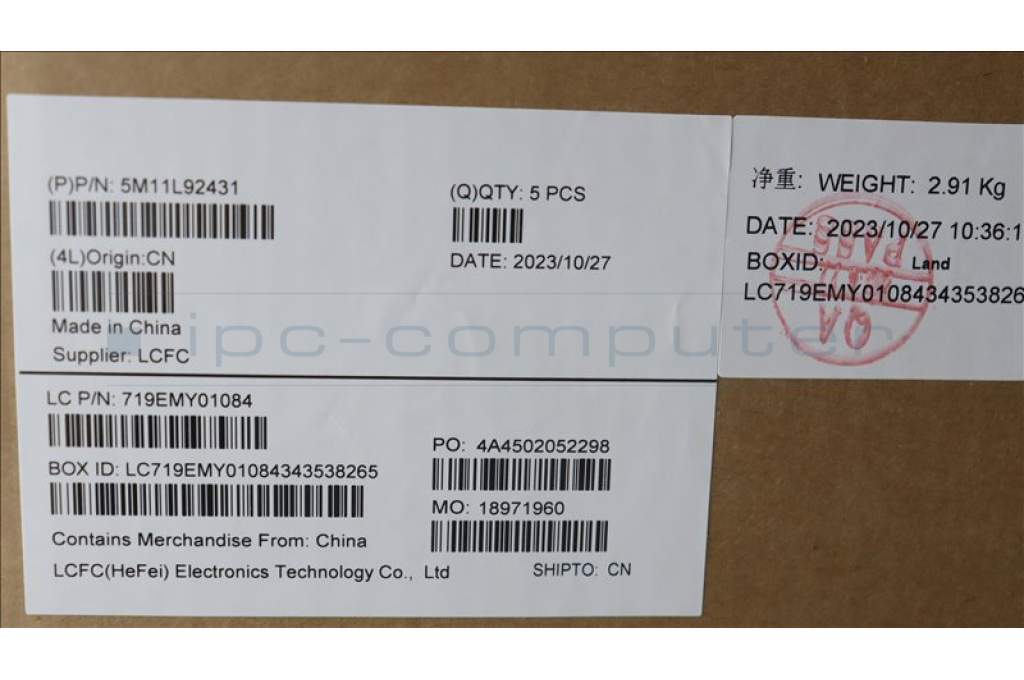 (P)P/N: 5M11L92431
(Q)QTY: 5 PCS
(4L)Origin:CN
DATE: 2023/10/27
Made in China
Supplier: LCFC
LC P/N: 719EMY01084
PO: 4A4502052298
BOX ID: LC719EMY01084343538265
MO: 18971960
Contains Merchandise From: China
LCFC(HeFei) Electronics Technology Co., Ltd
SHIPTO: CN
净重: WEIGHT: 2.91 Kg
DATE: 2023/10/27 10:36:1
BOXID: Land
LC719EMY0108434353826
PASS
QA
ipc-computer